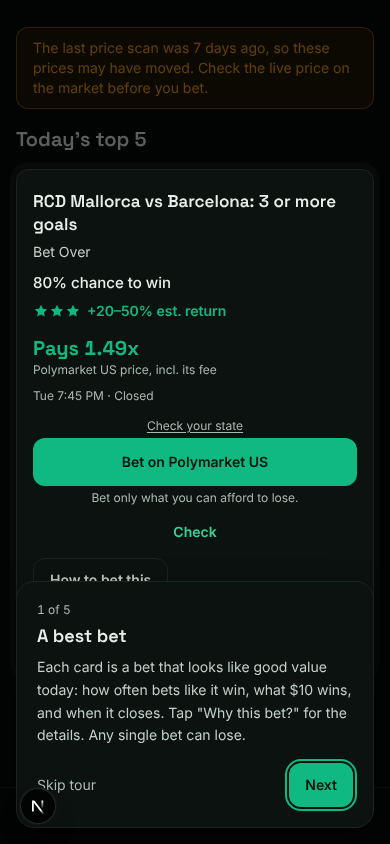 The last price scan was 7 days ago, so these
prices may have moved. Check the live price on
the market before you bet.
Today's top 5
RCD Mallorca vs Barcelona: 3 or more
goals
Bet Over
80% chance to win
★★★ +20–50% est. return
Pays 1.49x
Polymarket US price, incl. its fee
Tue 7:45 PM · Closed
Check your state
Bet on Polymarket US
Bet only what you can afford to lose.
Check
How to bet this
1 of 5
A best bet
Each card is a bet that looks like good value
today: how often bets like it win, what $10 wins,
and when it closes. Tap "Why this bet?" for the
details. Any single bet can lose.
Skip tour
Next
N